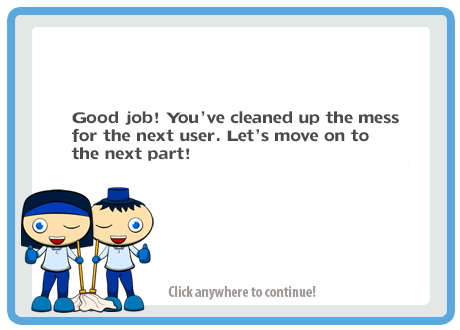 Good job! You've cleaned up the mess
for the next user. Let's move on to
the next part!
Click anywhere to continue!